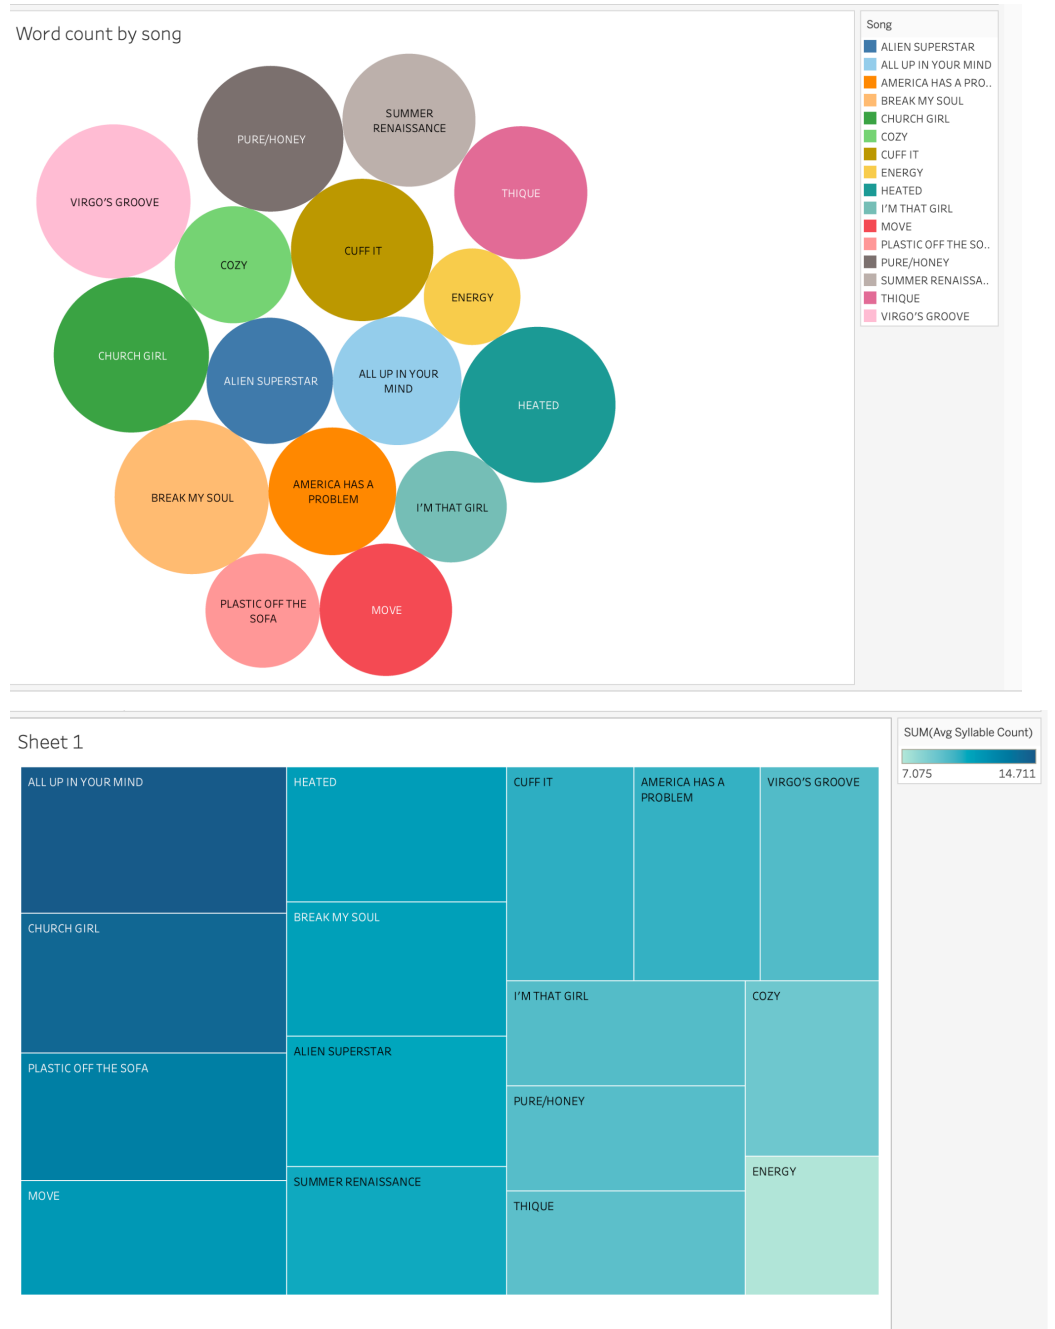 Word count by song
SUMMER
RENAISSANCE
PURE/HONEY
THIQUE
VIRGO'S GROOVE
CUFF IT
COZY
ENERGY
CHURCH GIRL
ALL UP IN YOUR
MIND
ALIEN SUPERSTAR
HEATED
AMERICA HAS A
PROBLEM
BREAK MY SOUL
I'M THAT GIRL
PLASTIC OFF THE
SOFA
MOVE
Song
ALIEN SUPERSTAR
ALL UP IN YOUR MIND
AMERICA HAS A PRO..
BREAK MY SOUL
CHURCH GIRL
COZY
CUFF IT
ENERGY
HEATED
I'M THAT GIRL
MOVE
PLASTIC OFF THE SO..
PURE/HONEY
SUMMER RENAISSA..
THIQUE
VIRGO'S GROOVE
Sheet 1
ALL UP IN YOUR MIND
CHURCH GIRL
PLASTIC OFF THE SOFA
MOVE
HEATED
BREAK MY SOUL
ALIEN SUPERSTAR
SUMMER RENAISSANCE
CUFF IT
AMERICA HAS A
PROBLEM
VIRGO'S GROOVE
I'M THAT GIRL
PURE/HONEY
THIQUE
COZY
ENERGY
SUM(Avg Syllable Count)
7.075 14.711